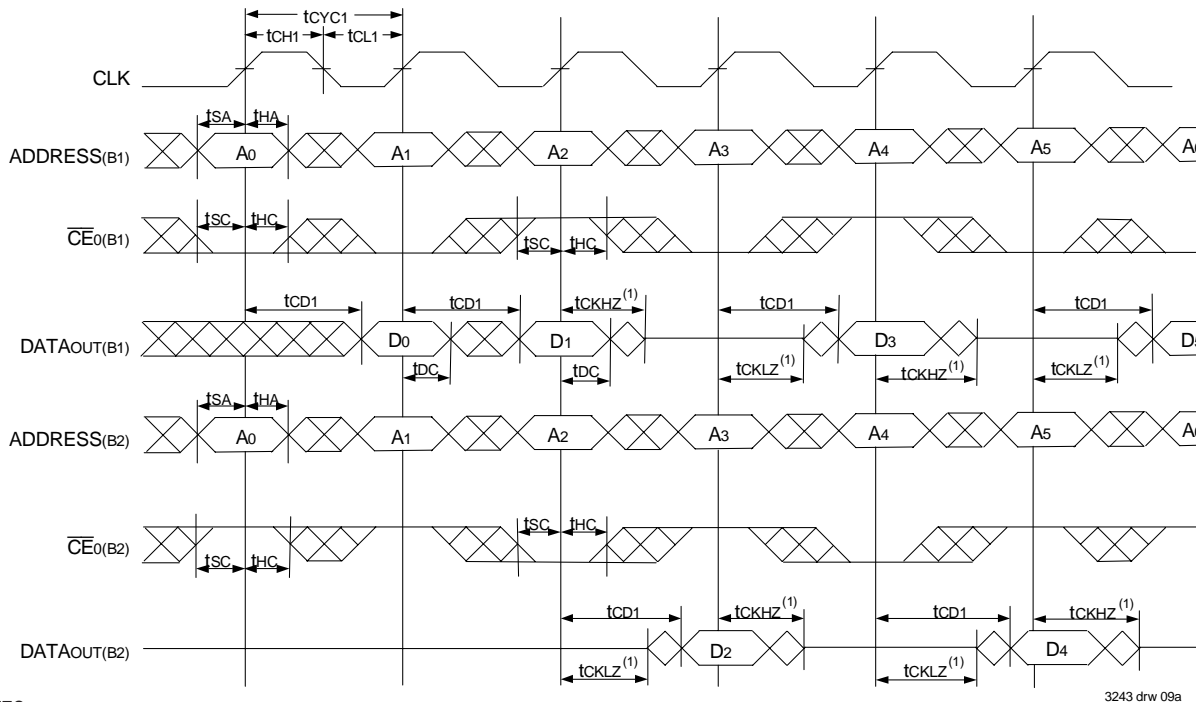 tCYC1
tCH1 tCL1
CLK
tSA tHA
ADDRESS(B1) A0 A1 A2 A3 A4 A5
tSC tHC
CE0(B1)
tSC tHC
tCD1 tCD1 tCKHZ(1) tCD1 tCD1
DATAOUT(B1) D0 D1 D3
tDC tDC tCKLZ(1) tCKHZ(1) tCKLZ(1)
tSA tHA
ADDRESS(B2) A0 A1 A2 A3 A4 A5
tSC tHC
CE0(B2)
tSC tHC
tCD1 tCKHZ(1) tCD1 tCKHZ(1)
DATAOUT(B2) D2 D4
tCKLZ(1) tCKLZ(1)
3243 drw 09a